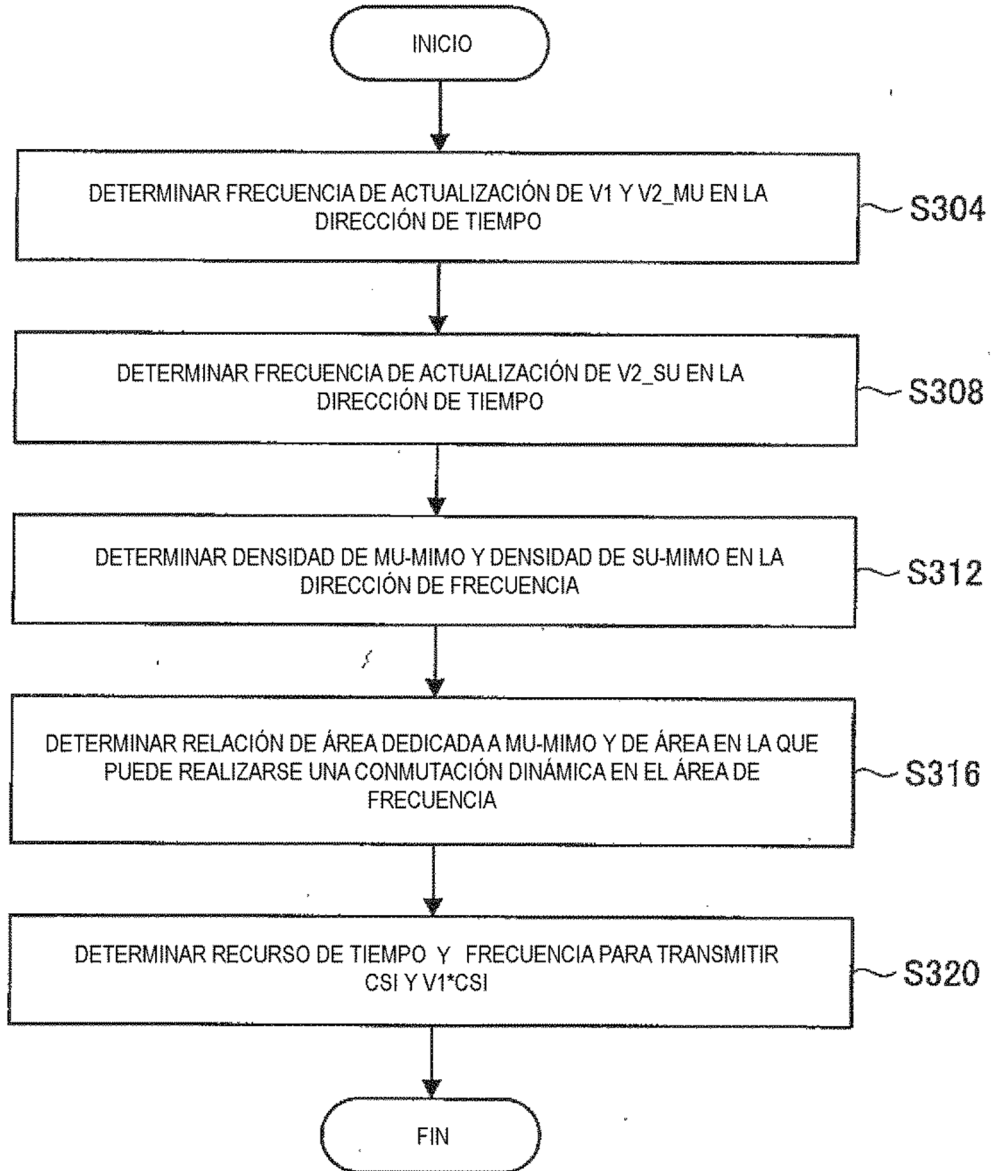 INICIO
DETERMINAR FRECUENCIA DE ACTUALIZACIÓN DE V1 Y V2_MU EN LA
DIRECCIÓN DE TIEMPO
S304
DETERMINAR FRECUENCIA DE ACTUALIZACIÓN DE V2_SU EN LA
DIRECCIÓN DE TIEMPO
S308
DETERMINAR DENSIDAD DE MU-MIMO Y DENSIDAD DE SU-MIMO EN LA
DIRECCIÓN DE FRECUENCIA
S312
DETERMINAR RELACIÓN DE ÁREA DEDICADA A MU-MIMO Y DE ÁREA EN LA QUE
PUEDE REALIZARSE UNA CONMUTACIÓN DINÁMICA EN EL ÁREA DE
FRECUENCIA
S316
DETERMINAR RECURSO DE TIEMPO Y FRECUENCIA PARA TRANSMITIR
CSI Y V1*CSI
S320
FIN